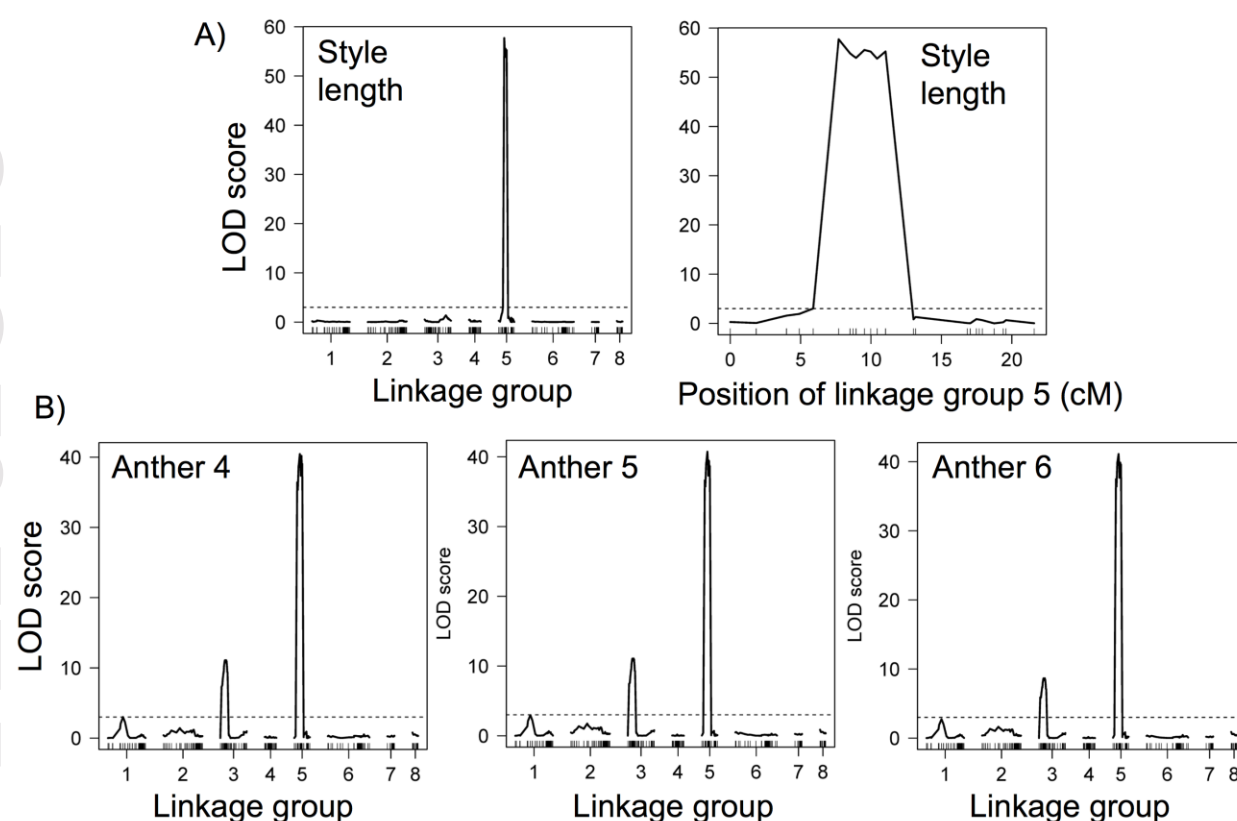 A)
Style
length
LOD score
60
50
40
30
20
10
0
1 2 3 4 5 6 7 8
Linkage group
Style
length
60
50
40
30
20
10
0
0 5 10 15 20
Position of linkage group 5 (cM)
B)
Anther 4
LOD score
40
30
20
10
0
1 2 3 4 5 6 7 8
Linkage group
Anther 5
LOD score
40
30
20
10
0
1 2 3 4 5 6 7 8
Linkage group
Anther 6
LOD score
40
30
20
10
0
1 2 3 4 5 6 7 8
Linkage group